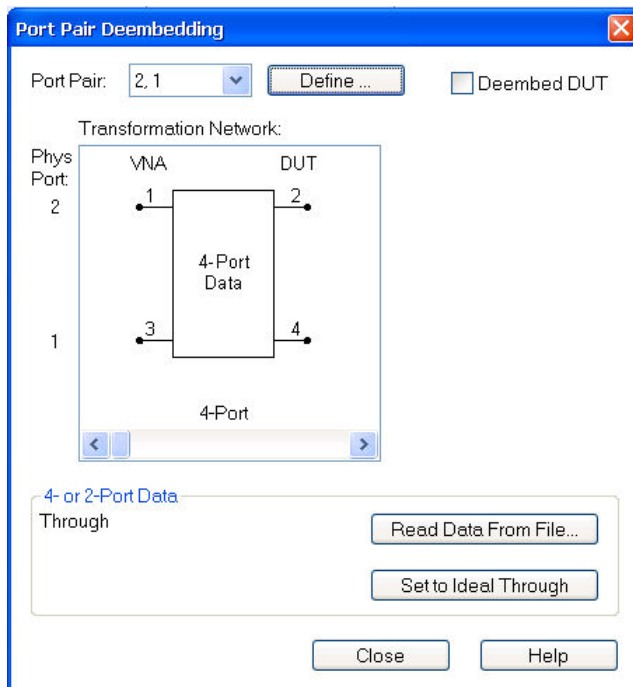 Port Pair Deembedding
Port Pair: 2, 1 Define ... Deembed DUT
Transformation Network:
Phys Port:
VNA DUT
2 1 2
4-Port
Data
1 3 4
4-Port
4- or 2-Port Data
Through
Read Data From File...
Set to Ideal Through
Close Help